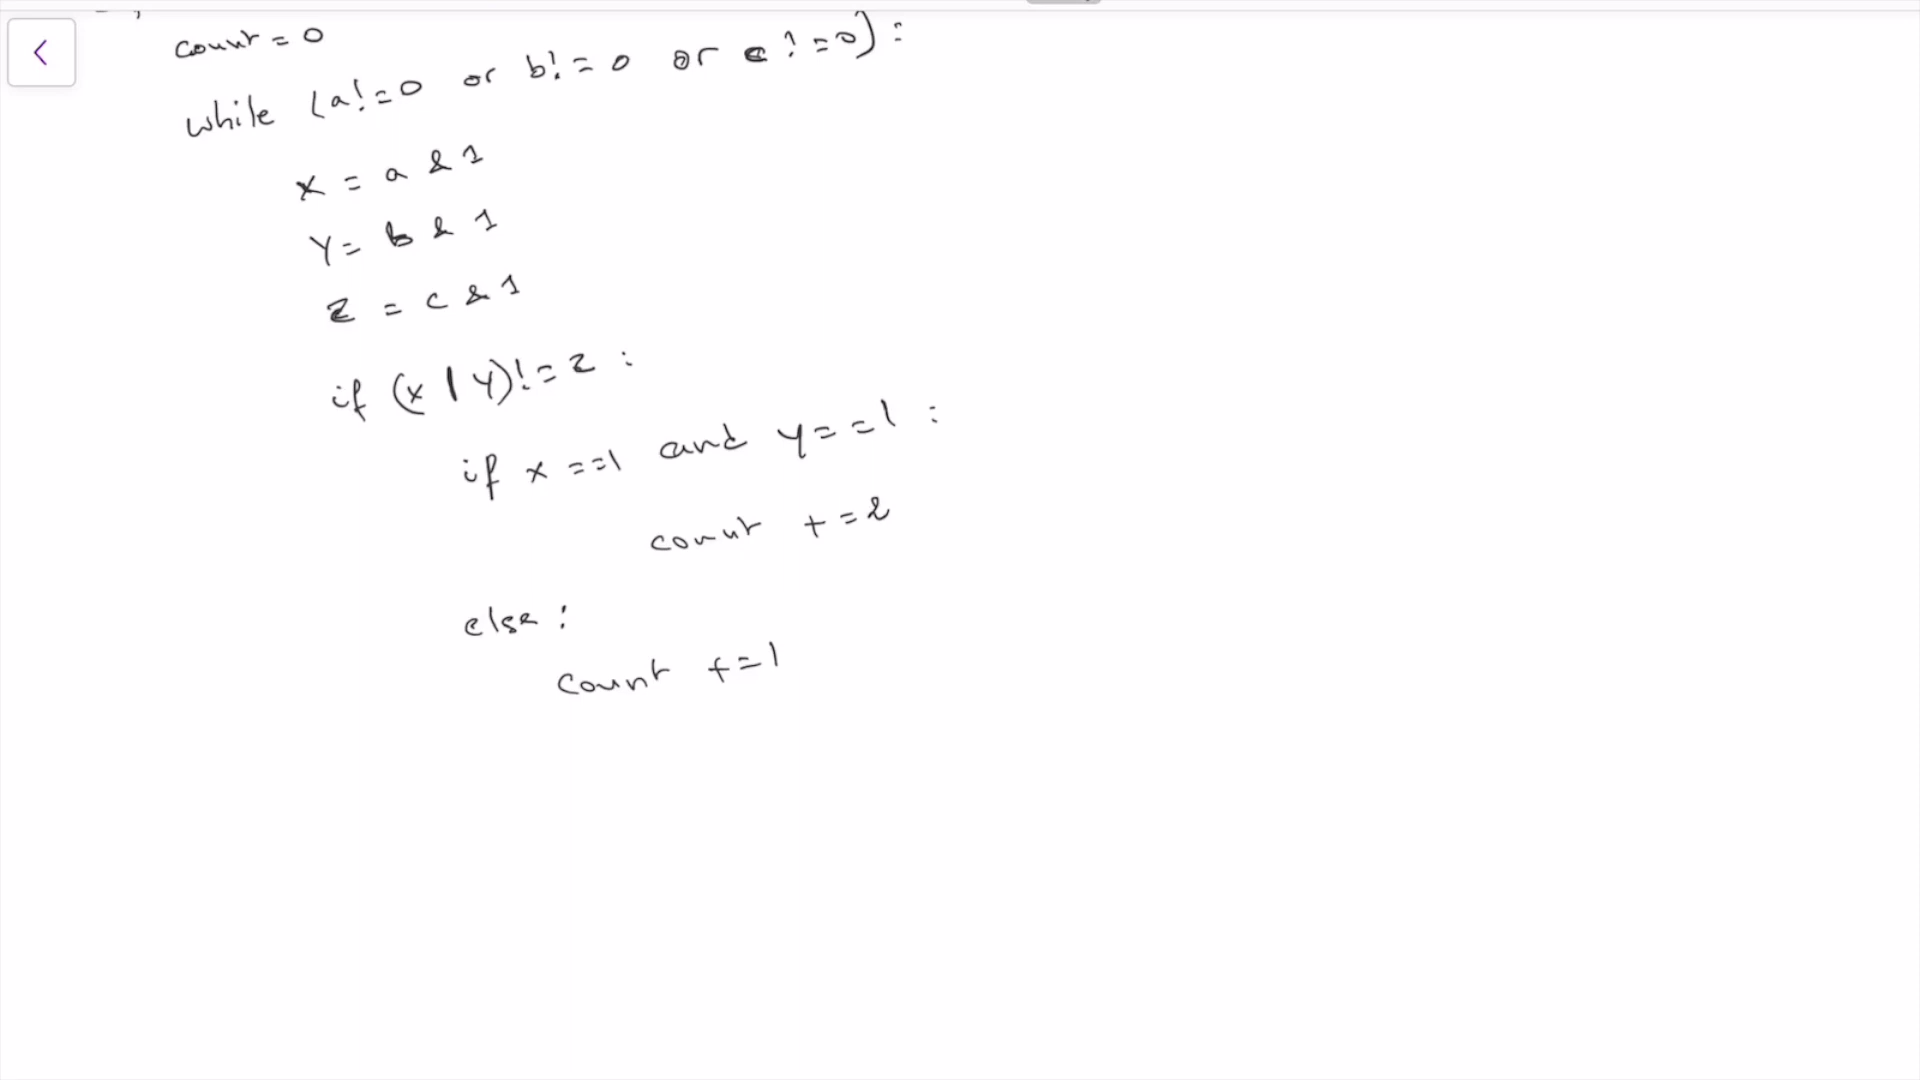 count = 0
while (a!=0 or b!=0 or c!=0):
x = a & 1
Y = b & 1
z = c & 1
if (x | y)!=z :
if x ==1 and y==1 :
count +=2
else :
count +=1